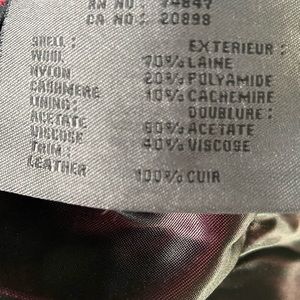 RN NO : 74847
CA NO : 20898
SHELL : EXTERIEUR :
WOOL 70% LAINE
NYLON 20% POLYAMIDE
CASHMERE 10% CACHEMIRE
LINING : DOUBLURE :
ACETATE 60% ACETATE
VISCOSE 40% VISCOSE
TRIM :
LEATHER 100% CUIR